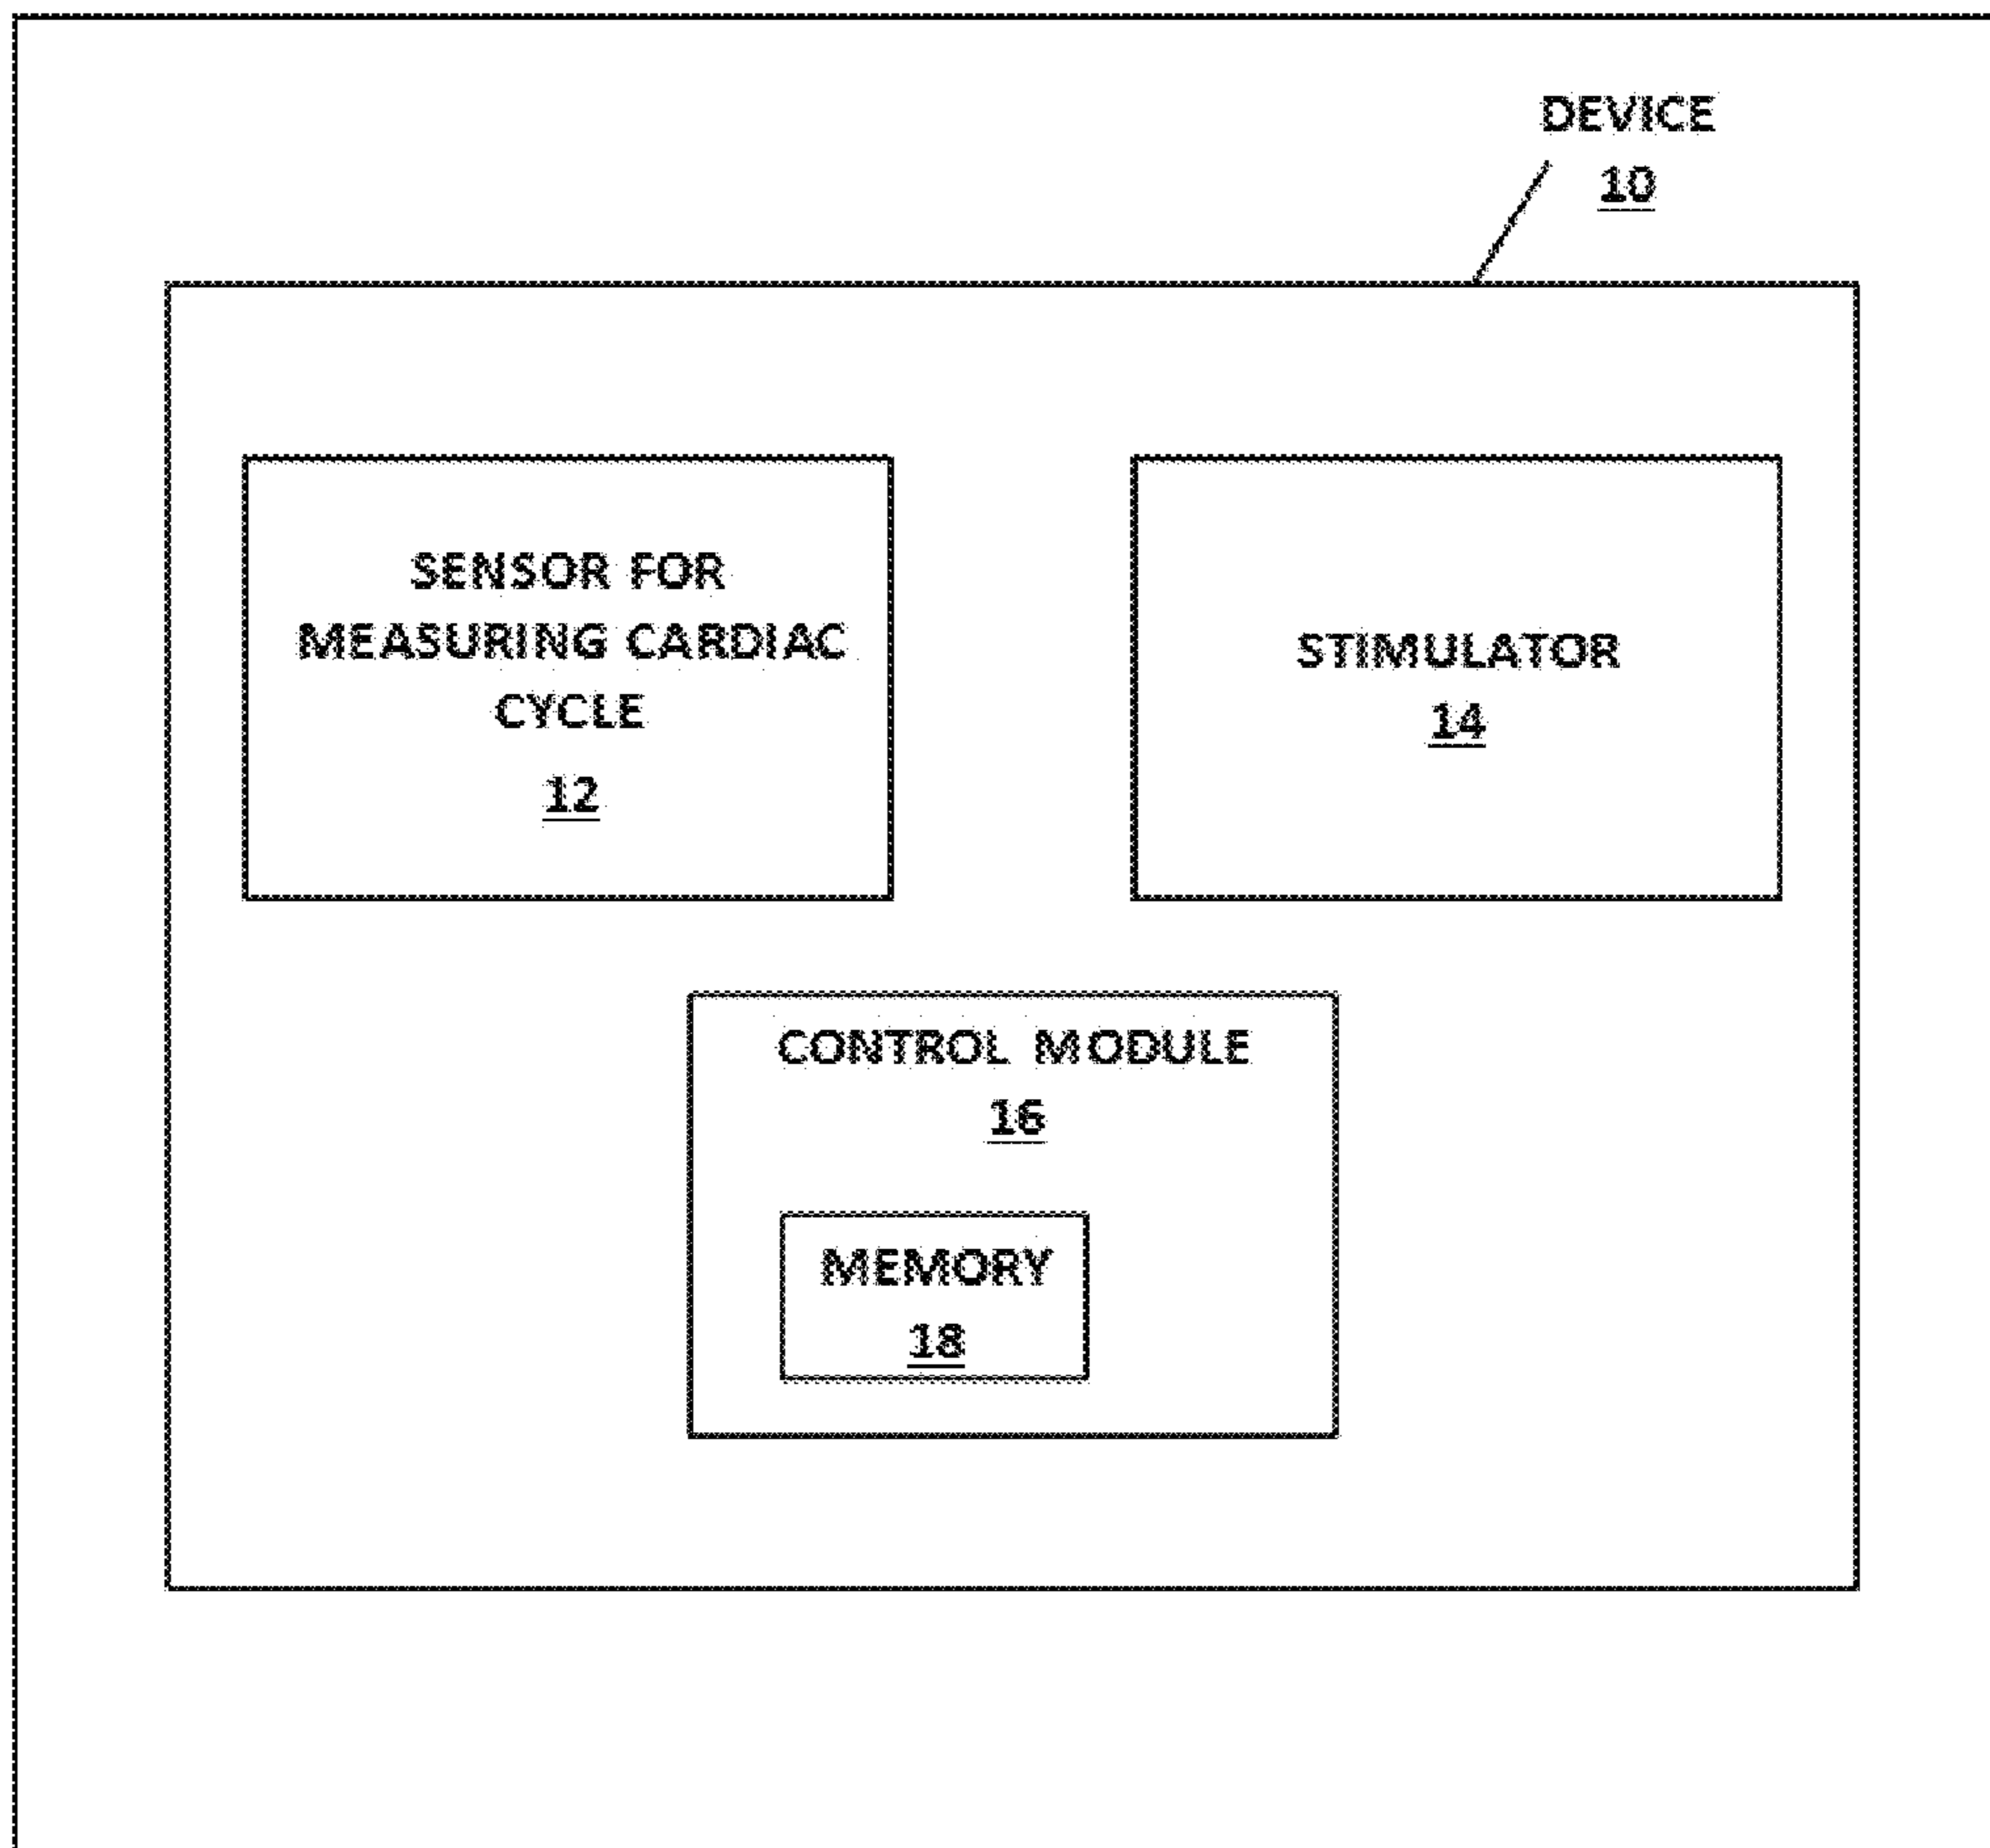 DEVICE
10
SENSOR FOR
MEASURING CARDIAC
CYCLE
12
STIMULATOR
14
CONTROL MODULE
16
MEMORY
18